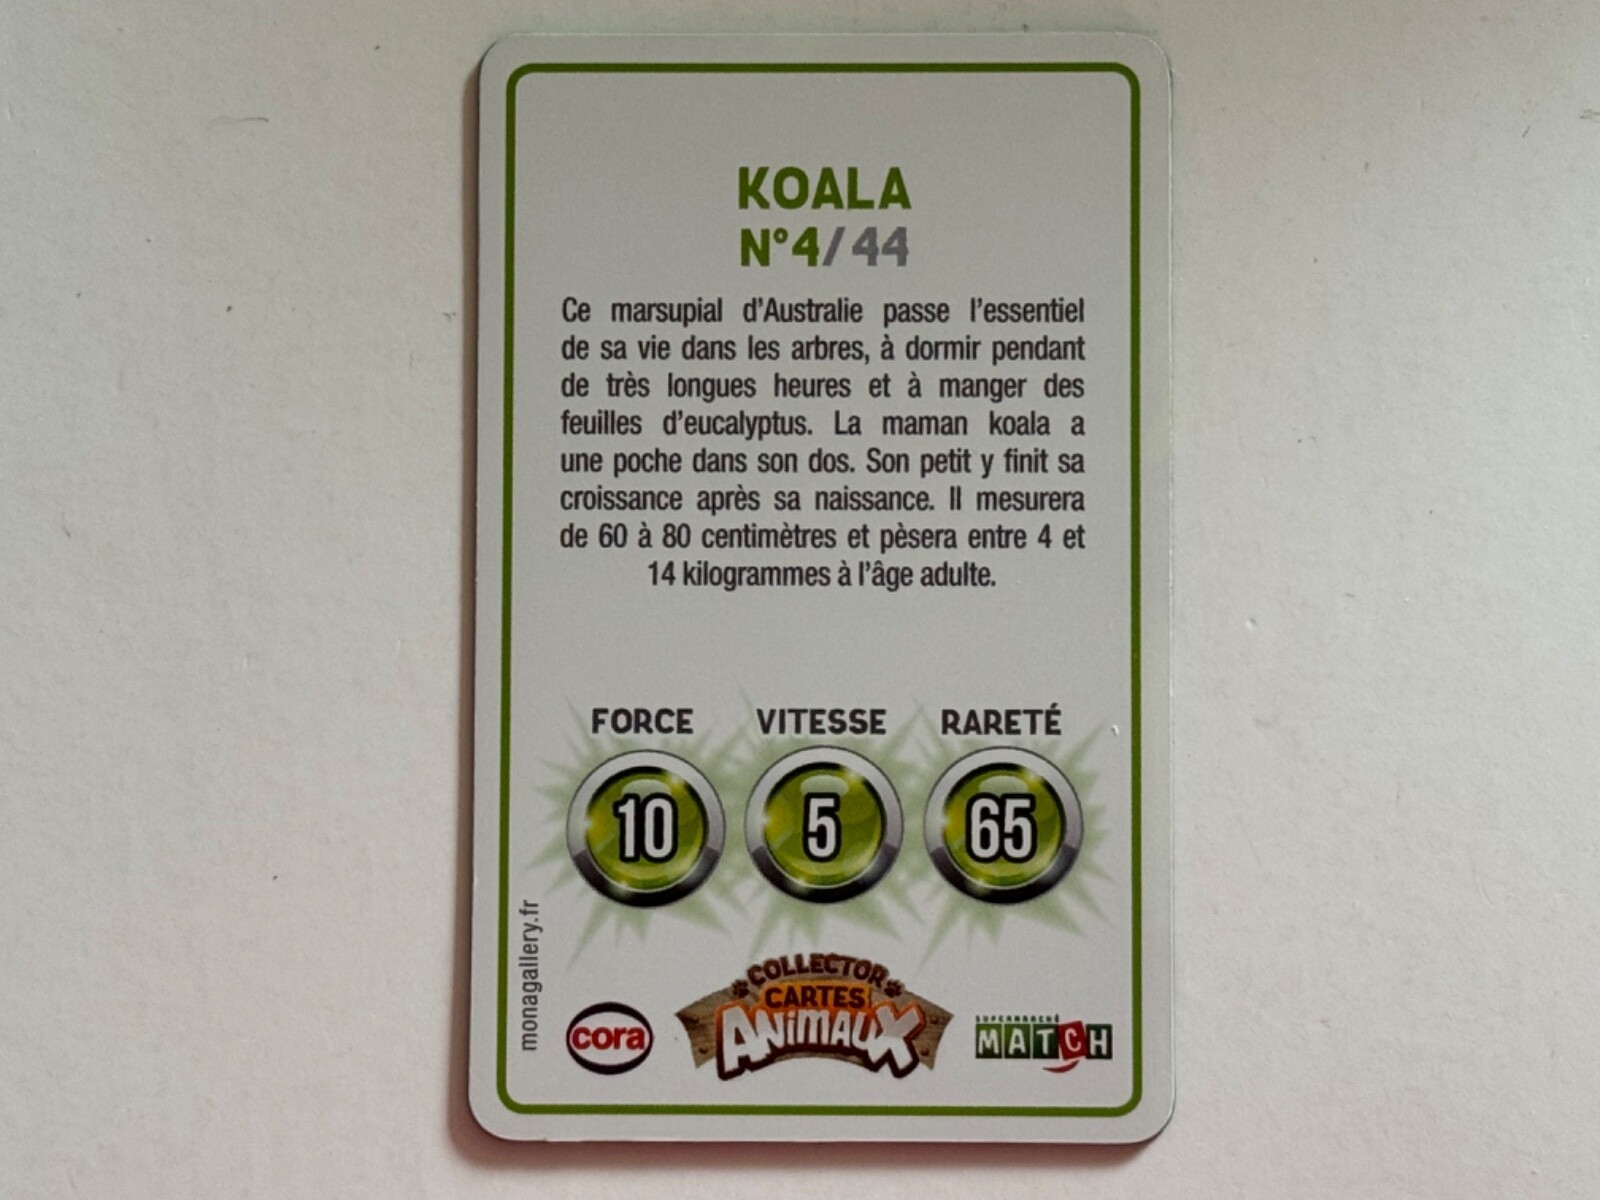 KOALA
N°4/44
Ce marsupial d'Australie passe l'essentiel
de sa vie dans les arbres, à dormir pendant
de très longues heures et à manger des
feuilles d'eucalyptus. La maman koala a
une poche dans son dos. Son petit y finit sa
croissance après sa naissance. Il mesurera
de 60 à 80 centimètres et pèsera entre 4 et
14 kilogrammes à l'âge adulte.
FORCE VITESSE RARETÉ
10 5 65
monagallery.fr
cora
COLLECTOR
CARTES
ANIMAUX
SUPERMARCHÉ
MATCH